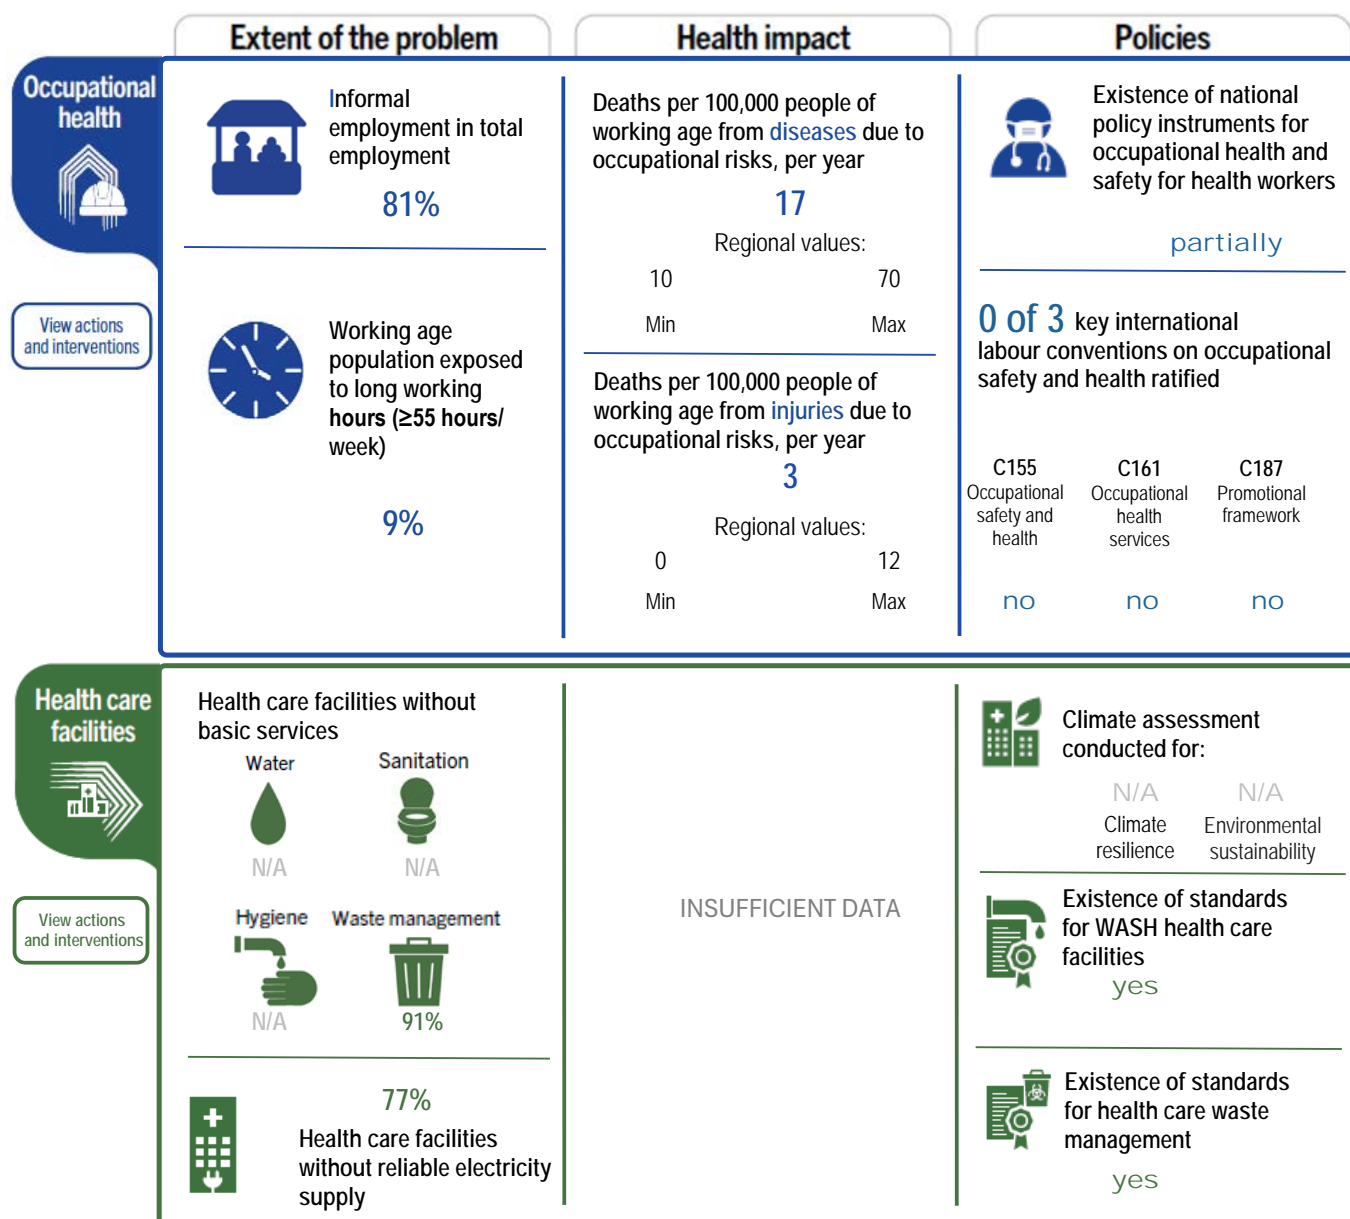 Extent of the problem
Health impact
Policies
Occupational
health
View actions
and interventions
Informal
employment in total
employment
81%
Working age
population exposed
to long working
hours (≥55 hours/
week)
9%
Deaths per 100,000 people of
working age from diseases due to
occupational risks, per year
17
Regional values:
10 70
Min Max
Deaths per 100,000 people of
working age from injuries due to
occupational risks, per year
3
Regional values:
0 12
Min Max
Existence of national
policy instruments for
occupational health and
safety for health workers
partially
0 of 3 key international
labour conventions on occupational
safety and health ratified
C155
Occupational
safety and
health
no
C161
Occupational
health
services
no
C187
Promotional
framework
no
Health care
facilities
View actions
and interventions
Health care facilities without
basic services
Water
N/A
Sanitation
N/A
Hygiene
N/A
Waste management
91%
77%
Health care facilities
without reliable electricity
supply
INSUFFICIENT DATA
Climate assessment
conducted for:
N/A
Climate
resilience
N/A
Environmental
sustainability
Existence of standards
for WASH health care
facilities
yes
Existence of standards
for health care waste
management
yes